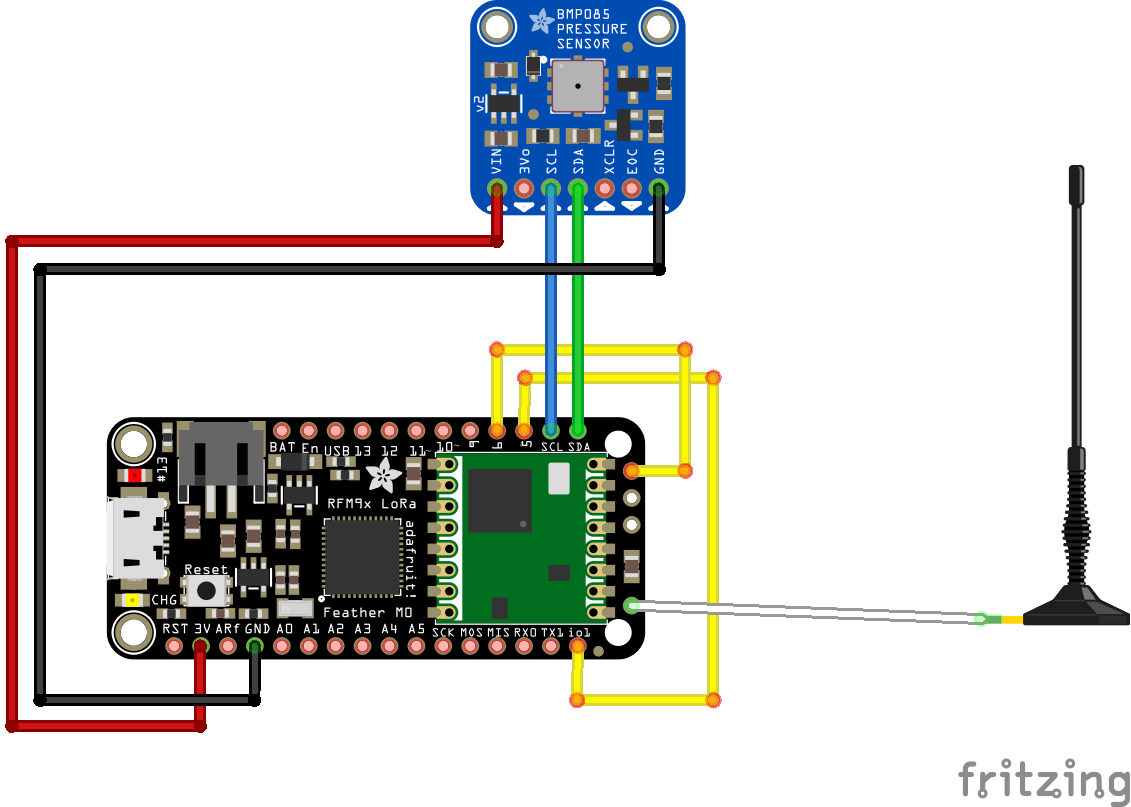 BMP085
PRESSURE
SENSOR
v2
VIN
3Vo
SCL
SDA
XCLR
EOC
GND
BAT En USB 13 12 11~ 10~ 9 6 5 SCL SDA
#13
RFM9x LoRa
adafruit!
Reset
CHG
Feather M0
RST 3V ARf GND A0 A1 A2 A3 A4 A5 SCK MOS MIS RX0 TX1 io1
fritzing